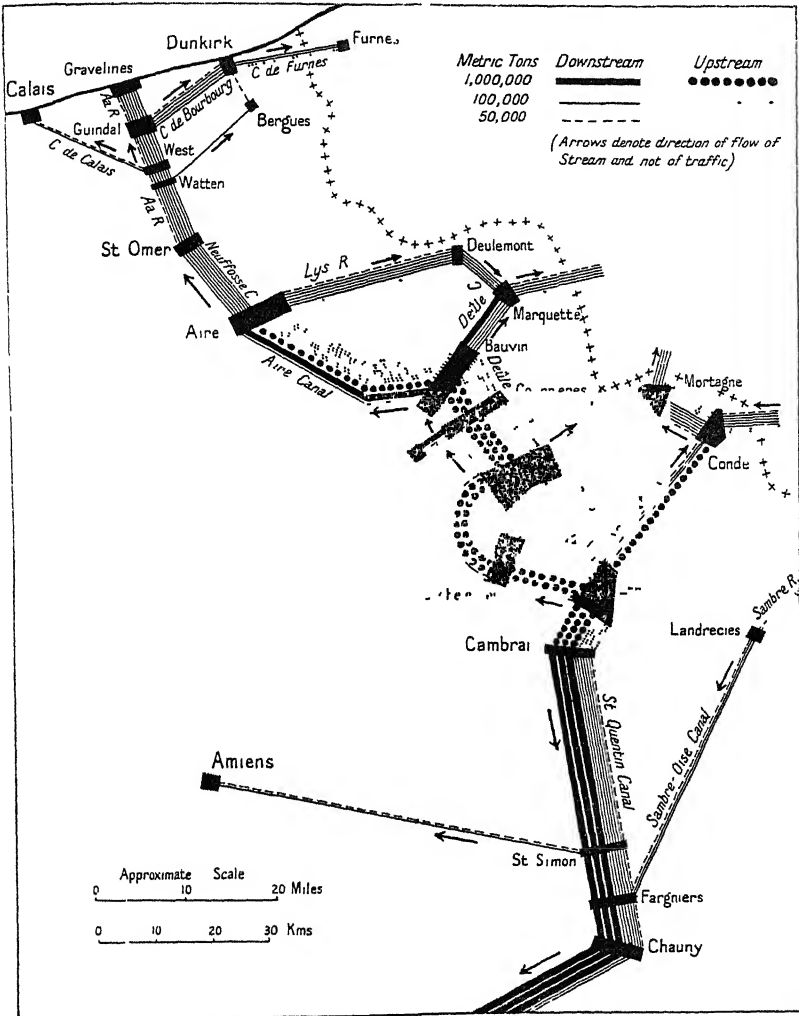 Metric Tons Downstream Upstream
1,000,000
100,000
50,000
(Arrows denote direction of flow of
Stream and not of traffic)
Dunkirk
Furnes
C de Furnes
Gravelines
Calais
Aa R
C de Bourbourg
Guindal
Bergues
C de Calais
West
Watten
Aa R
St Omer
Neuffosse C
Lys R
Deulemont
Aire
C Deûle
Marquette
Aire Canal
Bauvin
Deûle
Mortagne
Conde
Cambrai
Landrecies
Sambre R.
St Quentin Canal
Sambre-Oise Canal
Amiens
St Simon
Fargniers
Chauny
Approximate Scale
0 10 20 Miles
0 10 20 30 Kms